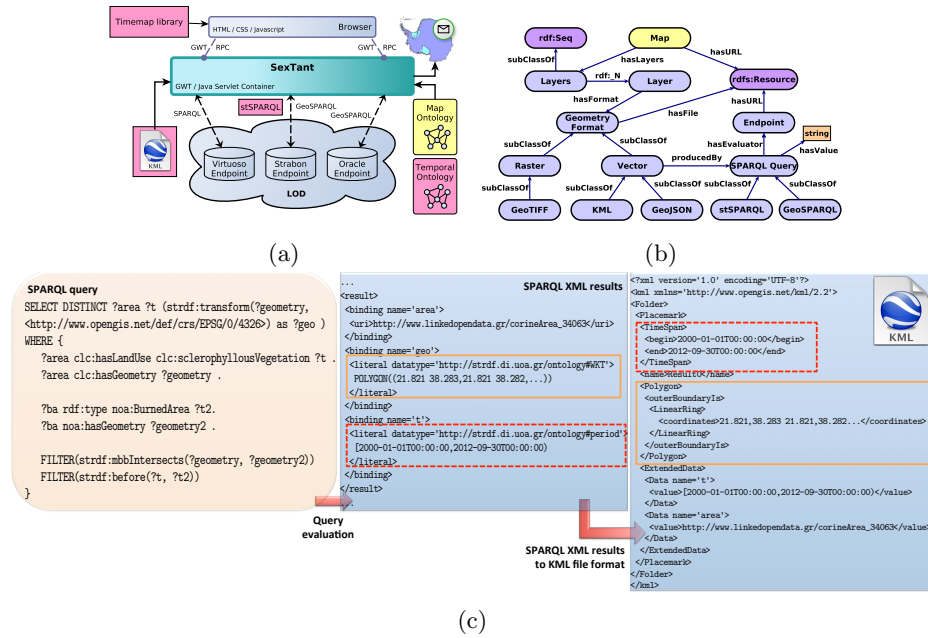 Timemap library
HTML / CSS / Javascript
Browser
GWT
RPC
GWT
RPC
SexTant
GWT / Java Servlet Container
SPARQL
stSPARQL
GeoSPARQL
GeoSPARQL
KML
Virtuoso
Endpoint
Strabon
Endpoint
Oracle
Endpoint
LOD
Map
Ontology
Temporal
Ontology
(a)
rdf:Seq
Map
hasURL
subClassOf
hasLayers
rdf:_N
Layers
Layer
rdfs:Resource
hasFormat
hasFile
hasURL
Geometry
Format
Endpoint
string
subClassOf
subClassOf
hasEvaluator
hasValue
Raster
Vector
producedBy
SPARQL Query
subClassOf
subClassOf
subClassOf
subClassOf
subClassOf
GeoTIFF
KML
GeoJSON
stSPARQL
GeoSPARQL
(b)
SPARQL query
SELECT DISTINCT ?area ?t (strdf:transform(?geometry,
<http://www.opengis.net/def/crs/EPSG/0/4326>) as ?geo )
WHERE {
?area clc:hasLandUse clc:sclerophyllousVegetation ?t .
?area clc:hasGeometry ?geometry .
?ba rdf:type noa:BurnedArea ?t2.
?ba noa:hasGeometry ?geometry2 .
FILTER(strdf:mbbIntersects(?geometry, ?geometry2))
FILTER(strdf:before(?t, ?t2))
}
Query
evaluation
SPARQL XML results
...
<result>
<binding name='area'>
<uri>http://www.linkedopendata.gr/corineArea_34063</uri>
</binding>
<binding name='geo'>
<literal datatype='http://strdf.di.uoa.gr/ontology#WKT'>
POLYGON((21.821 38.283,21.821 38.282,...))
</literal>
</binding>
<binding name='t'>
<literal datatype='http://strdf.di.uoa.gr/ontology#period'>
[2000-01-01T00:00:00,2012-09-30T00:00:00)
</literal>
</binding>
</result>
...
SPARQL XML results
to KML file format
<?xml version='1.0' encoding='UTF-8'?>
<kml xmlns='http://www.opengis.net/kml/2.2'>
<Folder>
<Placemark>
<TimeSpan>
<begin>2000-01-01T00:00:00</begin>
<end>2012-09-30T00:00:00</end>
</TimeSpan>
<name>Result0</name>
<Polygon>
<outerBoundaryIs>
<LinearRing>
<coordinates>21.821,38.283 21.821,38.282...</coordinates>
</LinearRing>
</outerBoundaryIs>
</Polygon>
<ExtendedData>
<Data name='t'>
<value>[2000-01-01T00:00:00,2012-09-30T00:00:00)</value>
</Data>
<Data name='area'>
<value>http://www.linkedopendata.gr/corineArea_34063</value>
</Data>
</ExtendedData>
</Placemark>
</Folder>
</kml>
KML
(c)